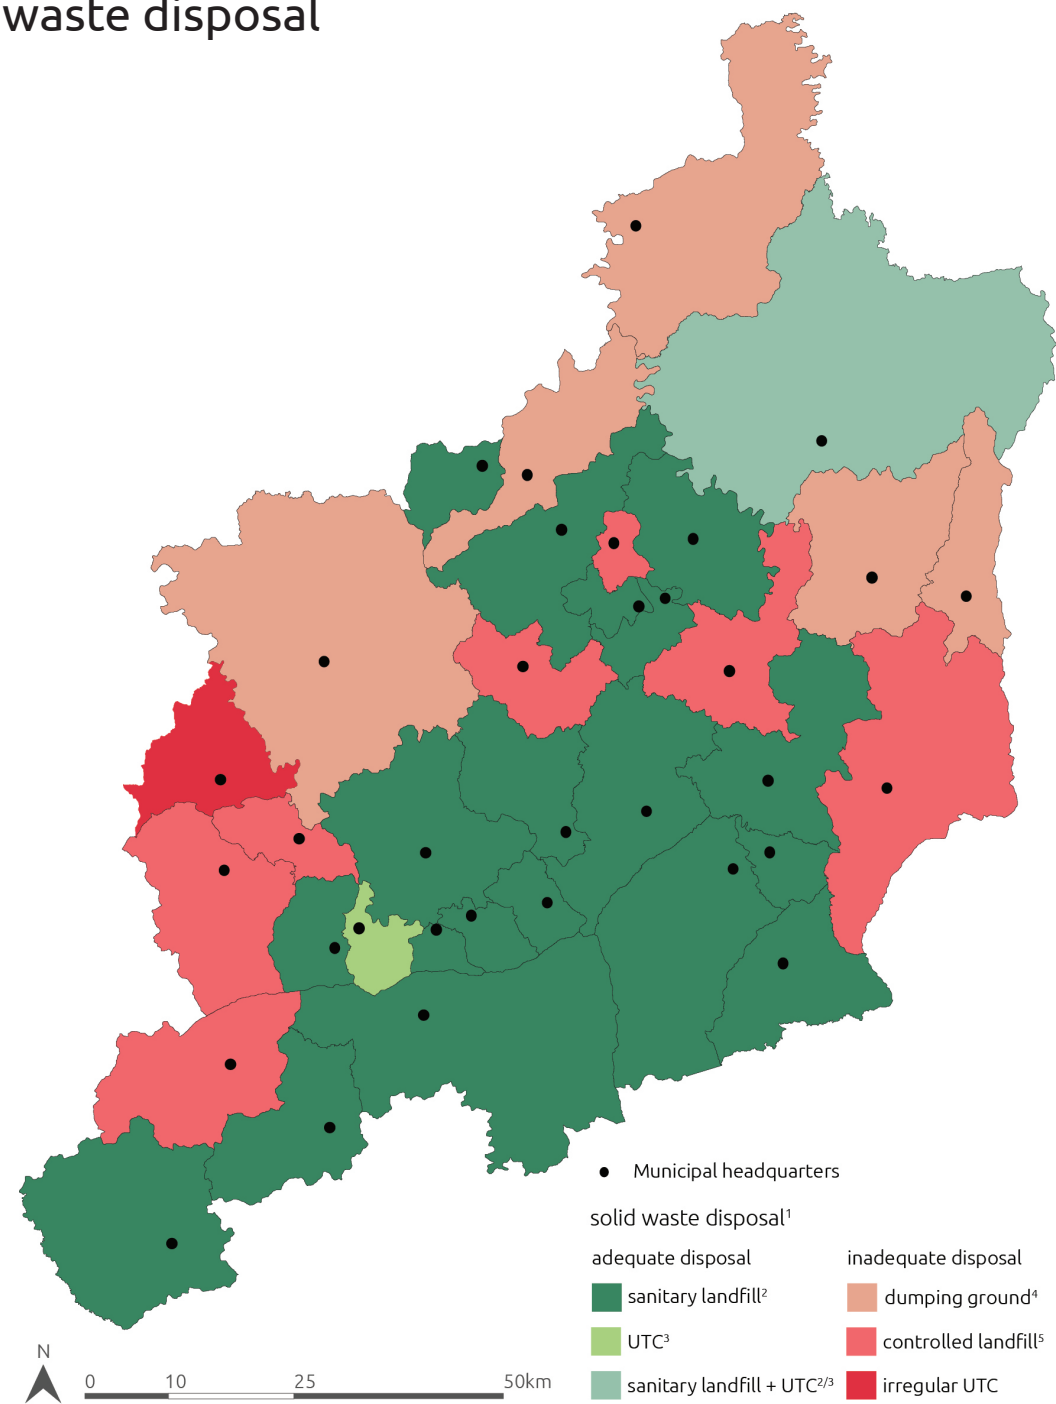 waste disposal
Municipal headquarters
solid waste disposal¹
adequate disposal
sanitary landfill²
UTC³
sanitary landfill + UTC²/³
inadequate disposal
dumping ground⁴
controlled landfill⁵
irregular UTC
N
0 10 25 50km